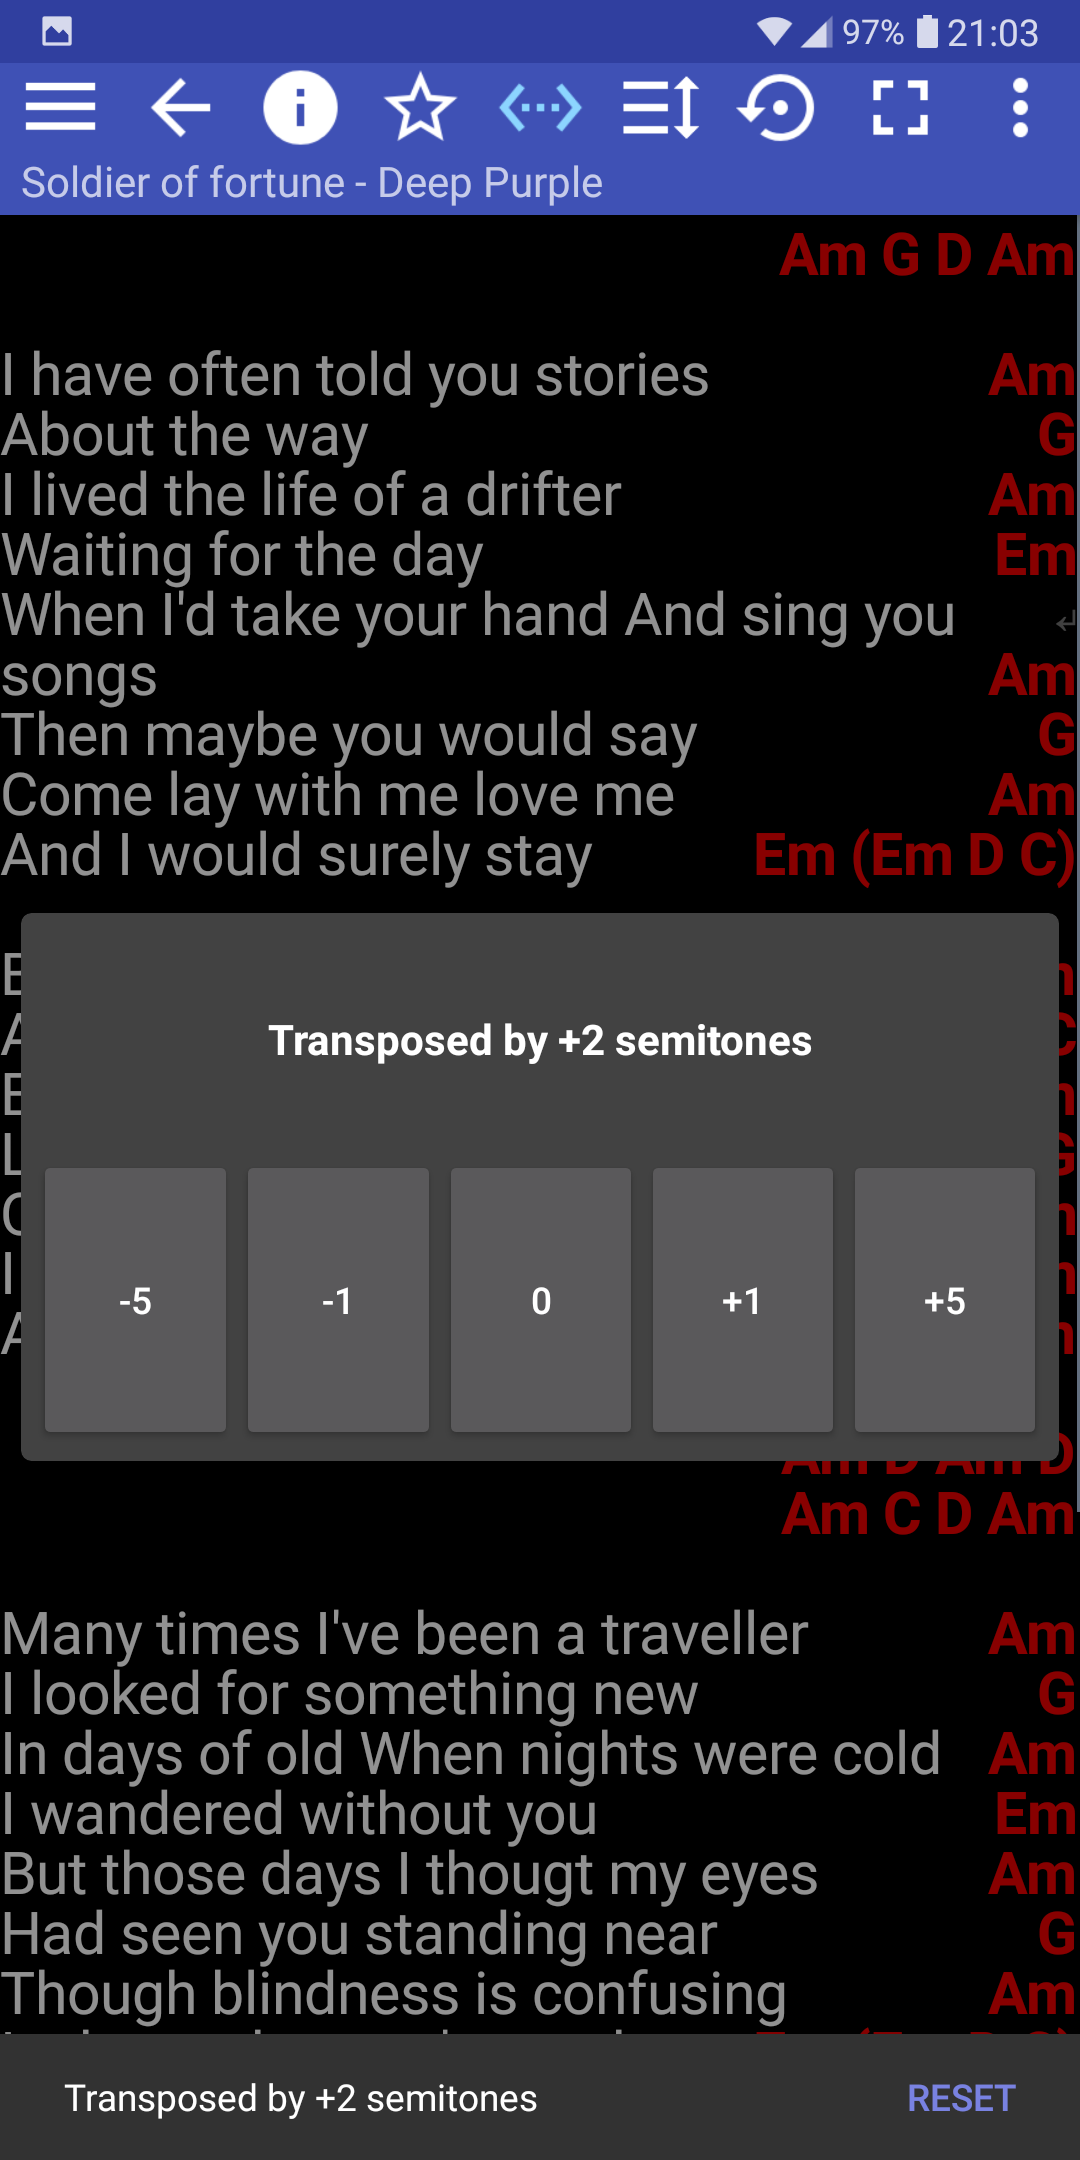 97% 21:03
Soldier of fortune - Deep Purple
Am G D Am
I have often told you stories Am
About the way G
I lived the life of a drifter Am
Waiting for the day Em
When I'd take your hand And sing you
songs Am
Then maybe you would say G
Come lay with me love me Am
And I would surely stay Em (Em D C)
Transposed by +2 semitones
-5 -1 0 +1 +5
Am D Am D
Am C D Am
Many times I've been a traveller Am
I looked for something new G
In days of old When nights were cold Am
I wandered without you Em
But those days I thougt my eyes Am
Had seen you standing near G
Though blindness is confusing Am
Transposed by +2 semitones RESET